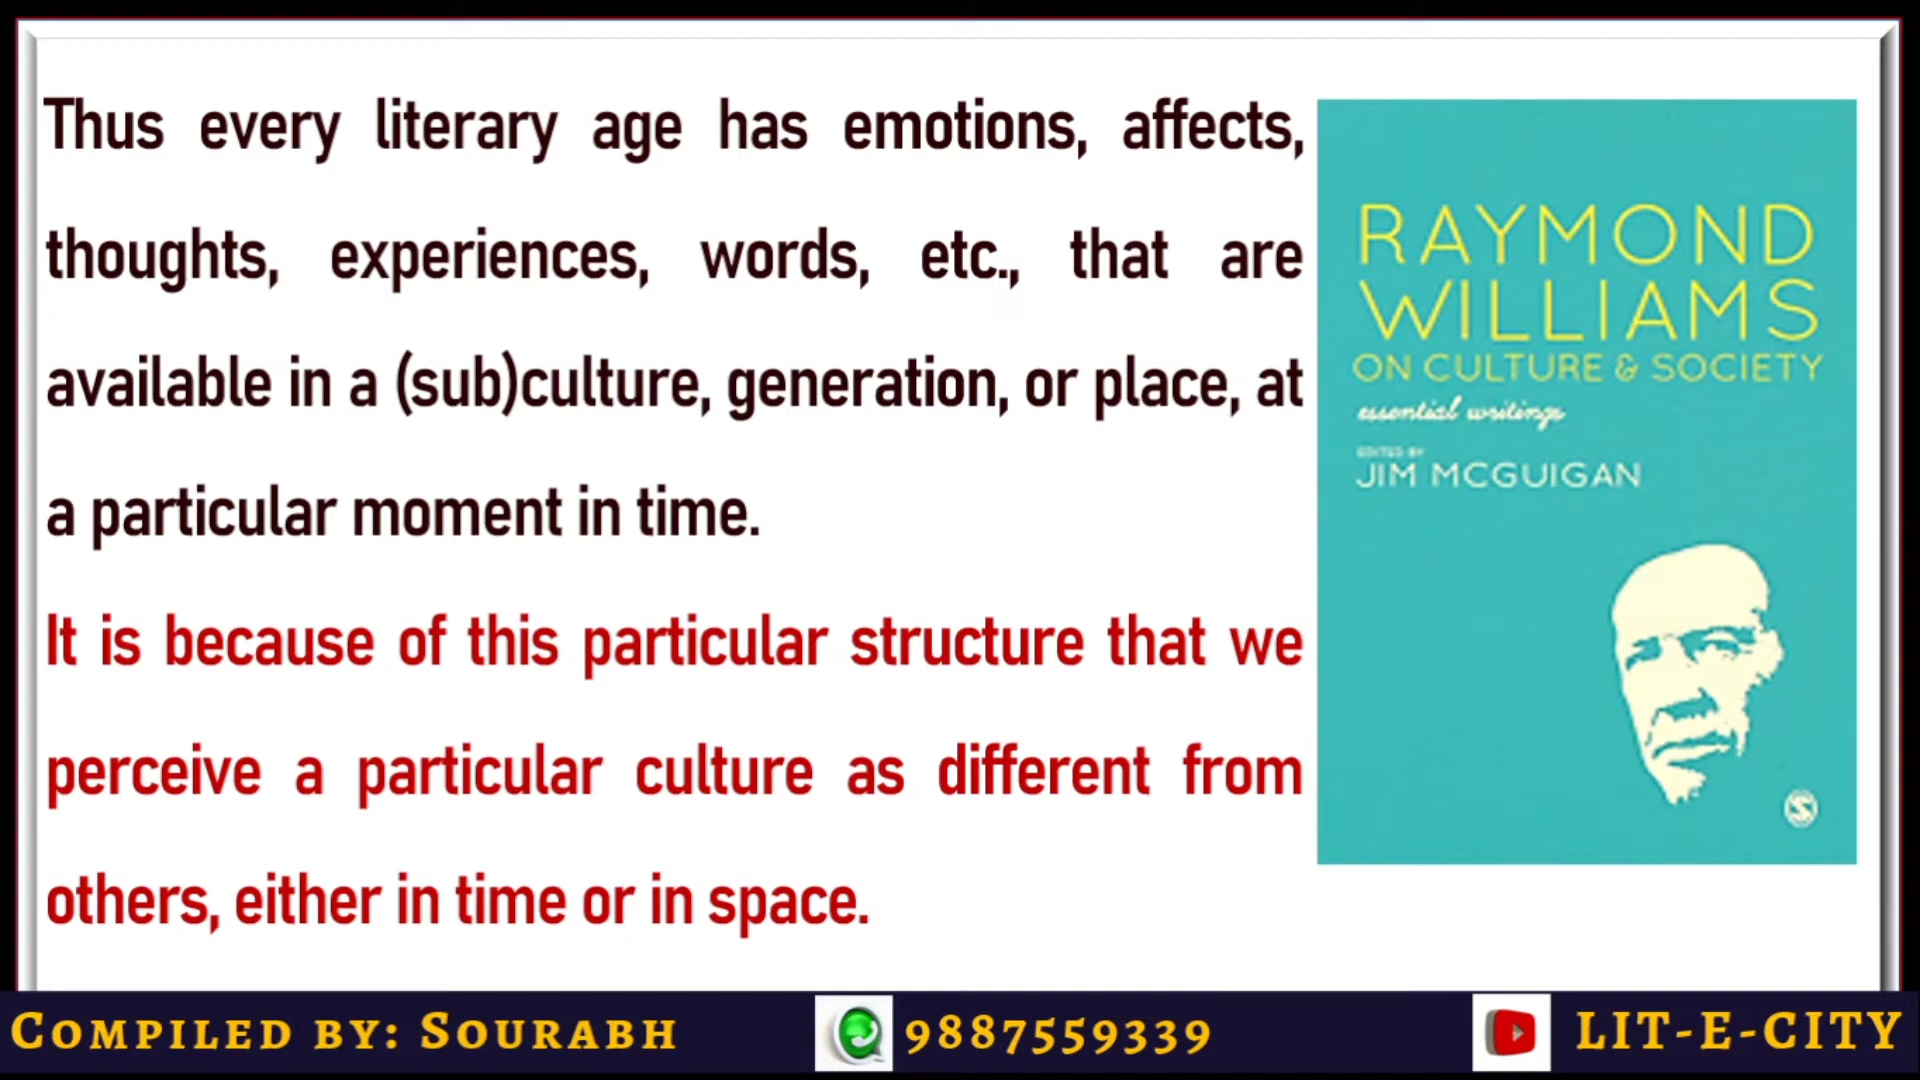 Thus every literary age has emotions, affects,
thoughts, experiences, words, etc., that are
available in a (sub)culture, generation, or place, at
a particular moment in time.
It is because of this particular structure that we
perceive a particular culture as different from
others, either in time or in space.
RAYMOND
WILLIAMS
ON CULTURE & SOCIETY
essential writings
EDITED BY
JIM MCGUIGAN
COMPILED BY: SOURABH
9887559339
LIT-E-CITY